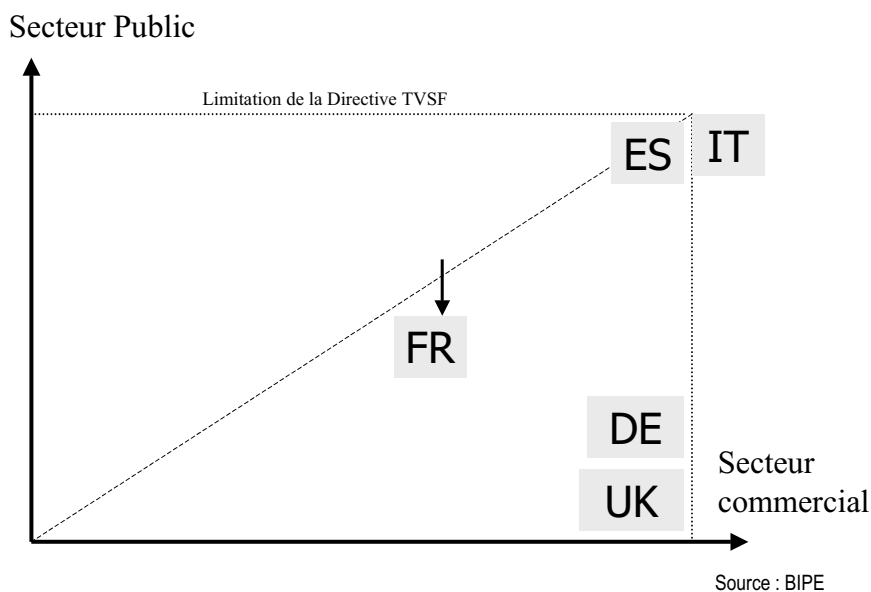 Secteur Public
Limitation de la Directive TVSF
ES
IT
FR
DE
UK
Secteur
commercial
Source : BIPE